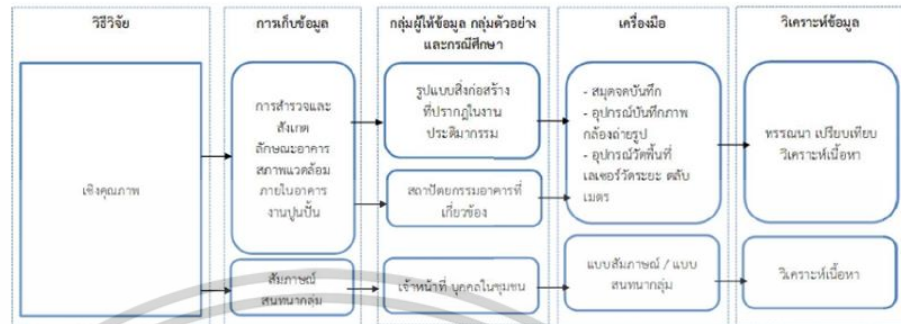 วิธีวิจัย
การเก็บข้อมูล
กลุ่มผู้ให้ข้อมูล กลุ่มตัวอย่าง
และกรณีศึกษา
เครื่องมือ
วิเคราะห์ข้อมูล
เชิงคุณภาพ
การสำรวจและ
สังเกต
ลักษณะอาคาร
สภาพแวดล้อม
ภายในอาคาร
งานปูนปั้น
รูปแบบสิ่งก่อสร้าง
ที่ปรากฏในงาน
ประติมากรรม
สถาปัตยกรรมอาคารที่
เกี่ยวข้อง
- สมุดจดบันทึก
- อุปกรณ์บันทึกภาพ
กล้องถ่ายรูป
- อุปกรณ์วัดพื้นที่
เลเซอร์วัดระยะ ตลับ
เมตร
พรรณนา เปรียบเทียบ
วิเคราะห์เนื้อหา
สัมภาษณ์
สนทนากลุ่ม
เจ้าหน้าที่ บุคคลในชุมชน
แบบสัมภาษณ์ / แบบ
สนทนากลุ่ม
วิเคราะห์เนื้อหา